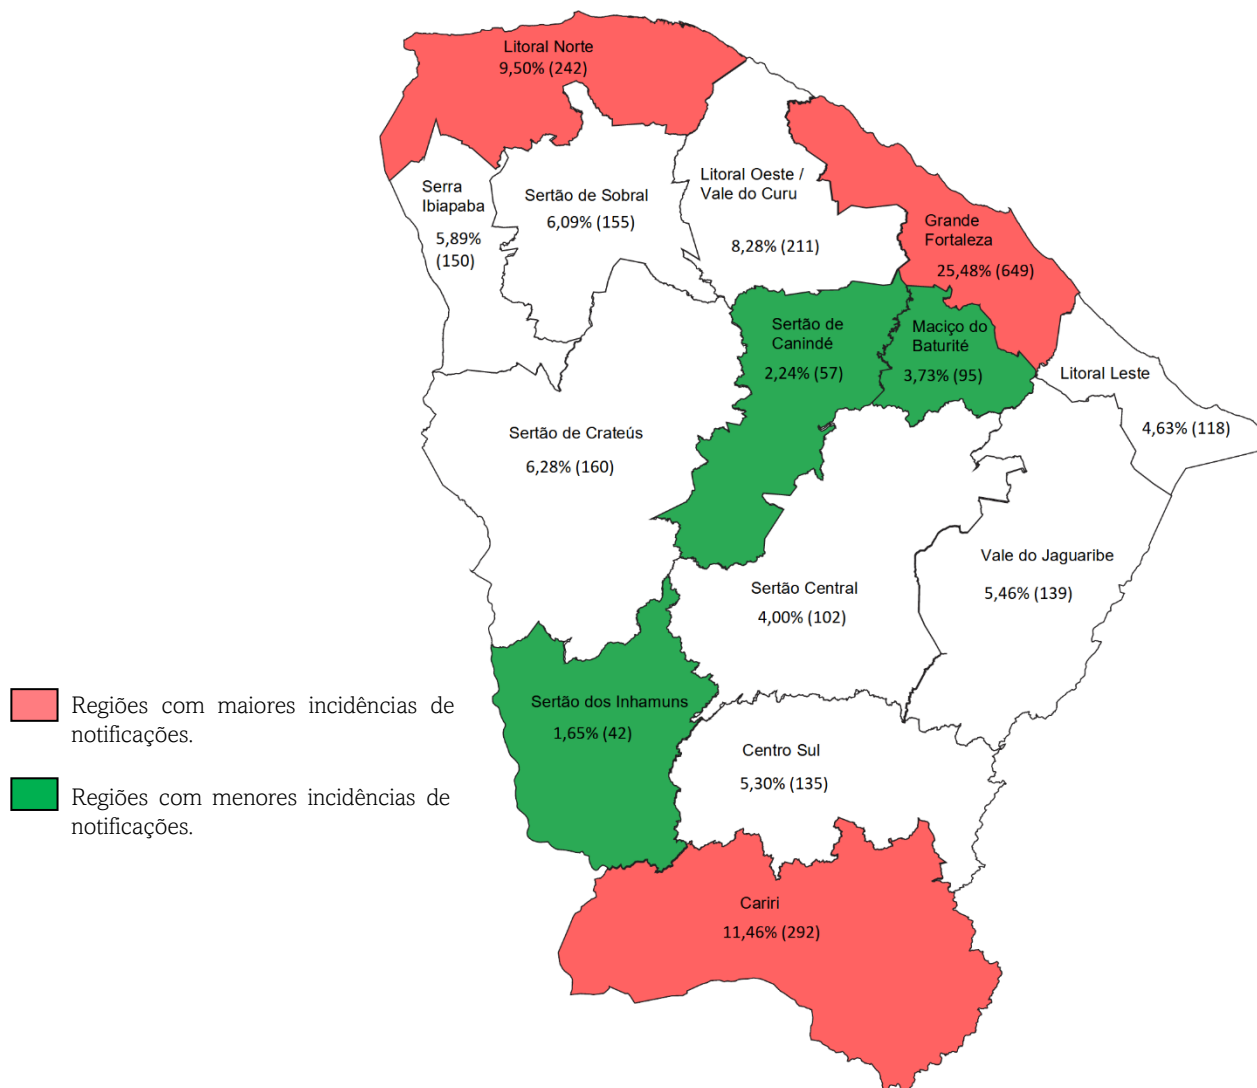 Litoral Norte
9,50% (242)
Serra
Ibiapaba
5,89%
(150)
Sertão de Sobral
6,09% (155)
Litoral Oeste /
Vale do Curu
8,28% (211)
Grande
Fortaleza
25,48% (649)
Sertão de
Canindé
2,24% (57)
Maciço do
Baturité
3,73% (95)
Litoral Leste
4,63% (118)
Sertão de Crateús
6,28% (160)
Vale do Jaguaribe
5,46% (139)
Sertão Central
4,00% (102)
Sertão dos Inhamuns
1,65% (42)
Centro Sul
5,30% (135)
Cariri
11,46% (292)
Regiões com maiores incidências de
notificações.
Regiões com menores incidências de
notificações.